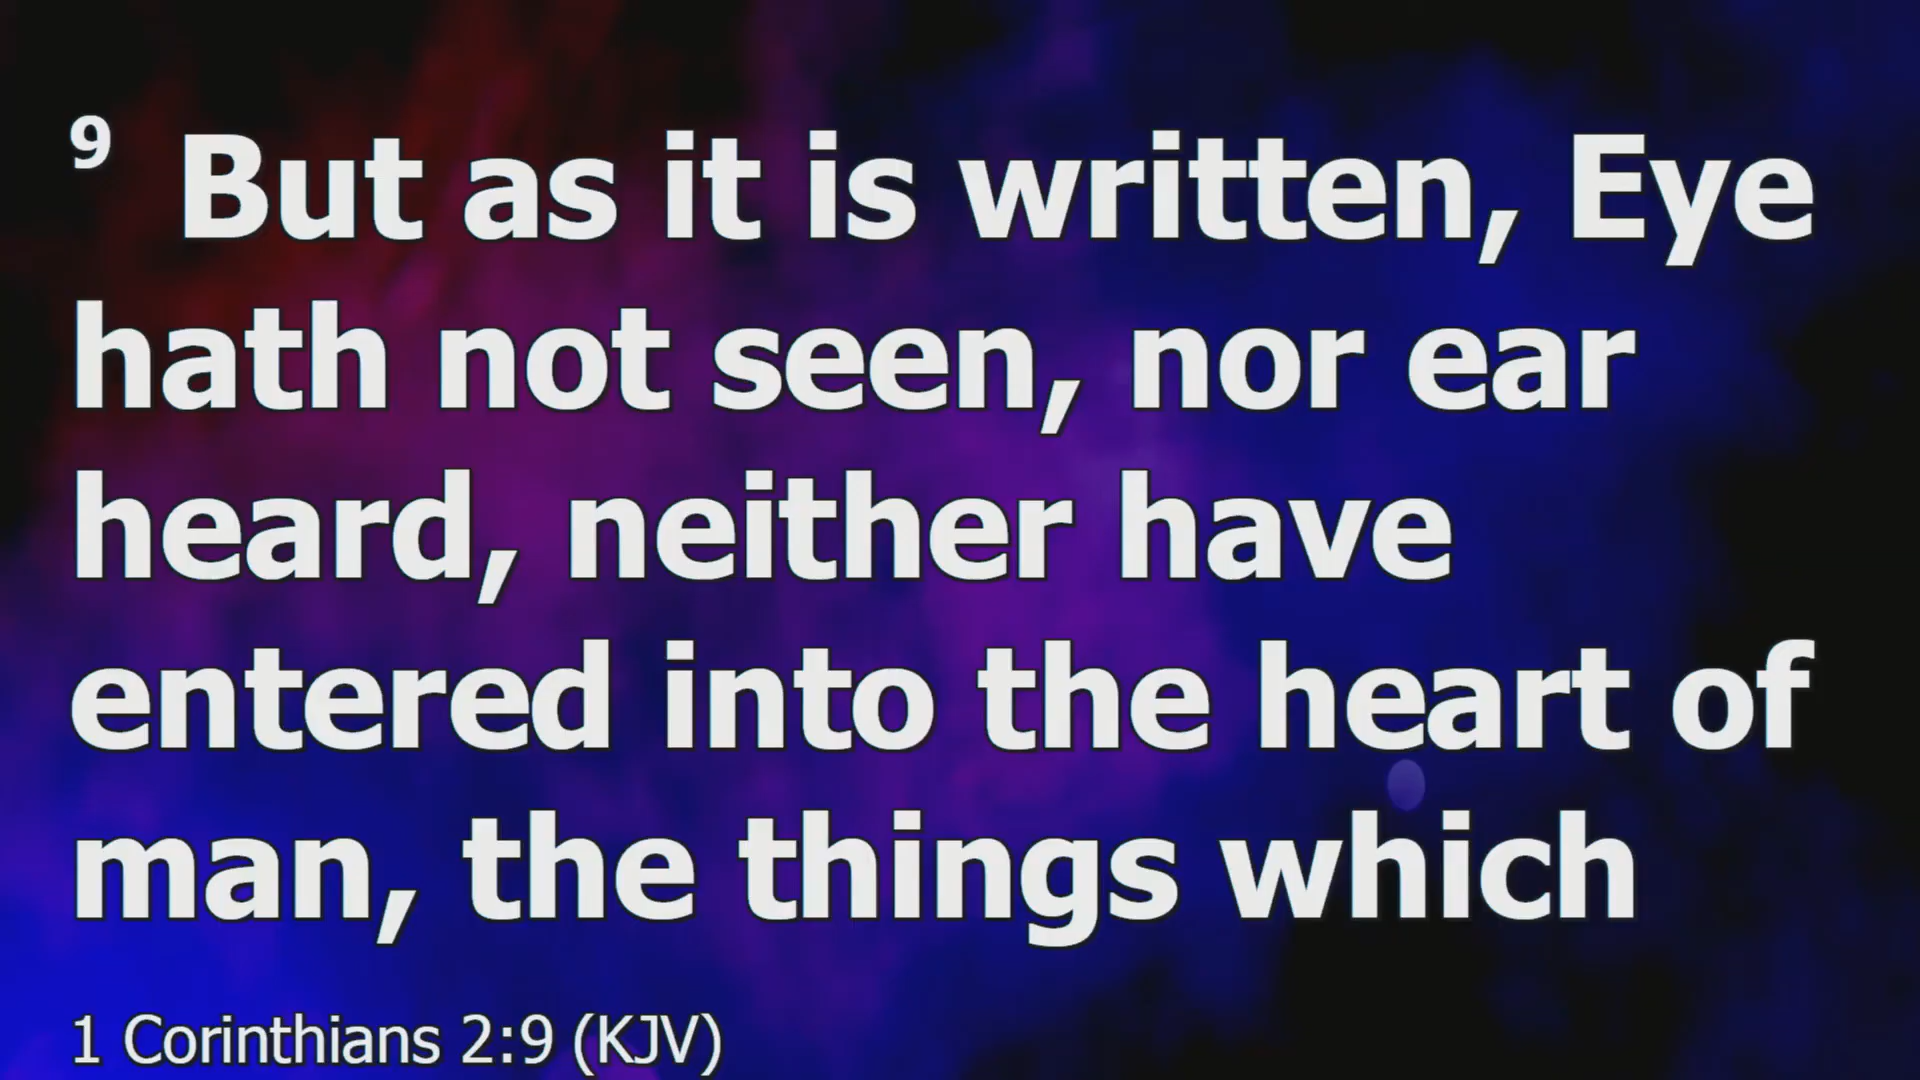 9 But as it is written, Eye
hath not seen, nor ear
heard, neither have
entered into the heart of
man, the things which
1 Corinthians 2:9 (KJV)